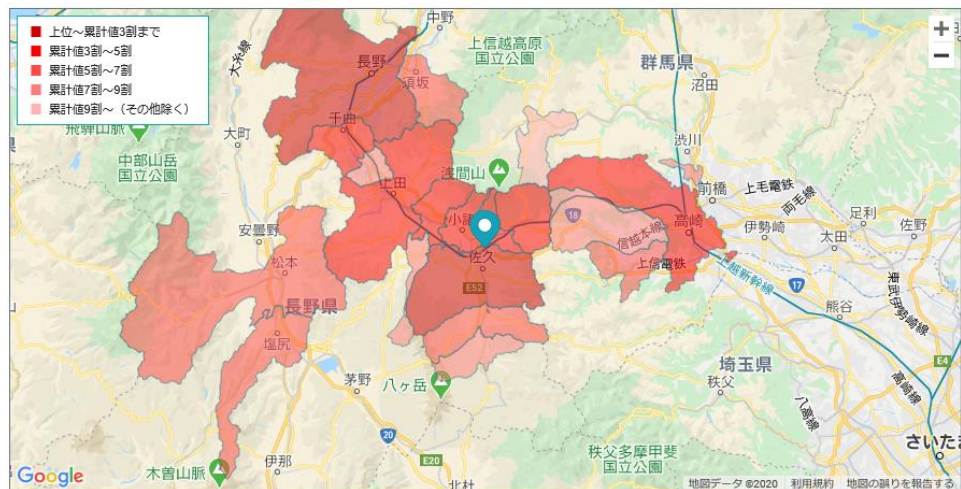 上位～累計値3割まで
累計値3割～5割
累計値5割～7割
累計値7割～9割
累計値9割～（その他除く）
中野
大糸線
長野
上信越高原
国立公園
群馬県
須坂
沼田
飛騨山脈
千曲
大町
渋川
中部山岳
国立公園
浅間山
前橋
上毛電鉄
両毛線
上田
足利
佐野
小諸
18
高崎
伊勢崎
太田
安曇野
信越本線
佐久
上信電鉄
松本
上越新幹線
東武伊勢崎線
E52
17
長野県
熊谷
塩尻
埼玉県
E4
茅野
八ヶ岳
秩父
高崎線
八高線
20
さいたま
E20
秩父多摩甲斐
国立公園
木曽山脈
伊那
北杜
Google
地図データ ©2020
利用規約
地図の誤りを報告する